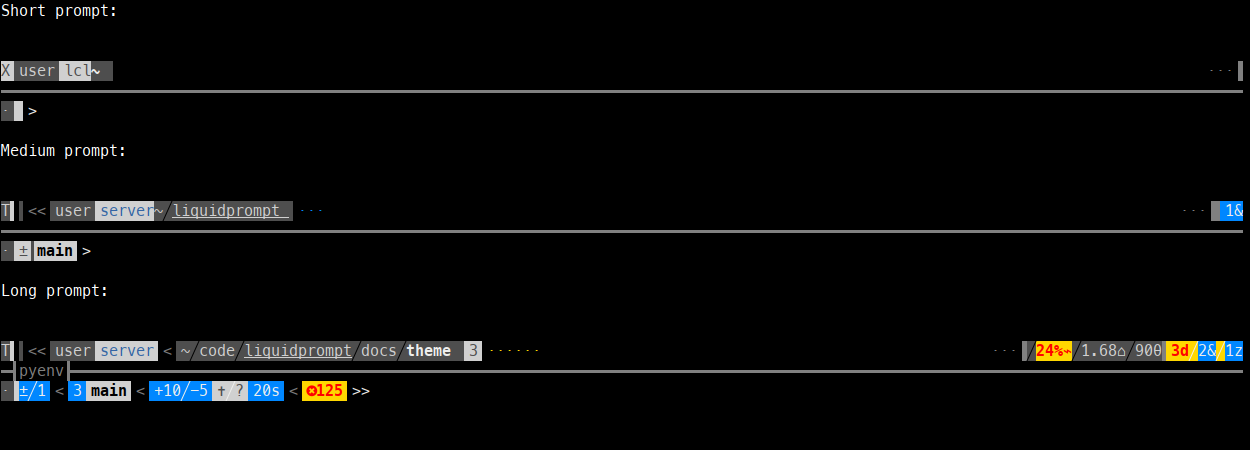 Short prompt:
X user lcl~ ---
- >
Medium prompt:
T << user server~/liquidprompt --- --- 1&
- ± main >
Long prompt:
T << user server < ~/code/liquidprompt/docs/theme 3 ------ --- /24%⌁/1.68⌂/90θ 3d/2&/1z
pyenv
- ±/1 < 3 main < +10/-5 †/? 20s < ✪125 >>